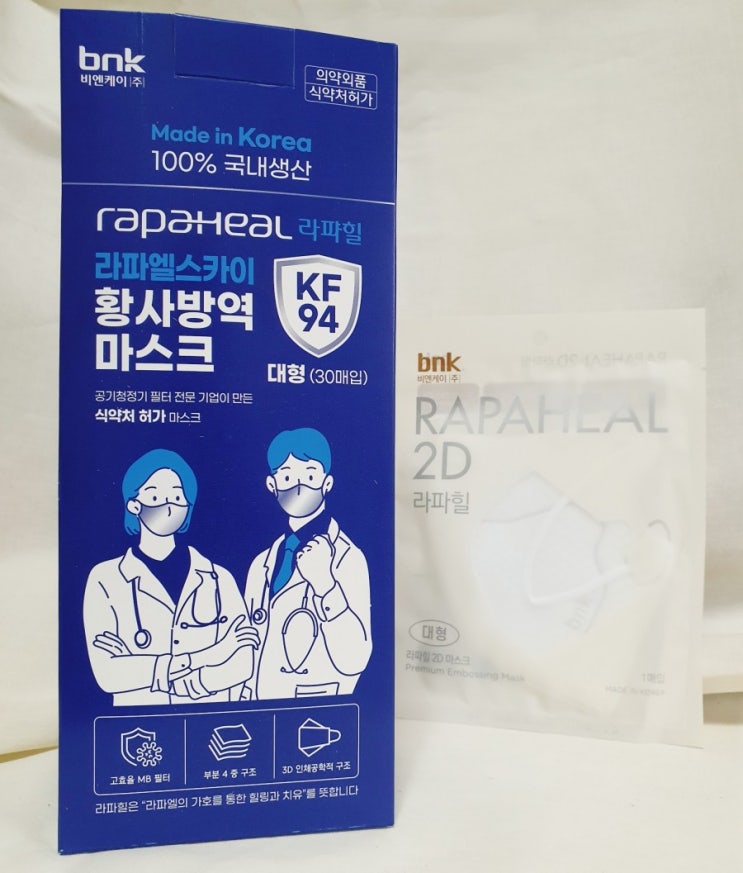 bnk
비엔케이|주|
의약외품
식약처허가
Made in Korea
100% 국내생산
rapaHeaL 라퍄힐
라파엘스카이
황사방역
마스크
KF
94
대형 (30매입)
공기청정기 필터 전문 기업이 만든
식약처 허가 마스크
고효율 MB 필터
부분 4 중 구조
3D 인체공학적 구조
라파힐은 "라파엘의 가호를 통한 힐링과 치유"를 뜻합니다
bnk
비엔케이|주|
RAPAHEAL
2D
라파힐
bnk
대형
라파힐 2D 마스크
Premium Embossing Mask
1매입
MADE IN KOREA